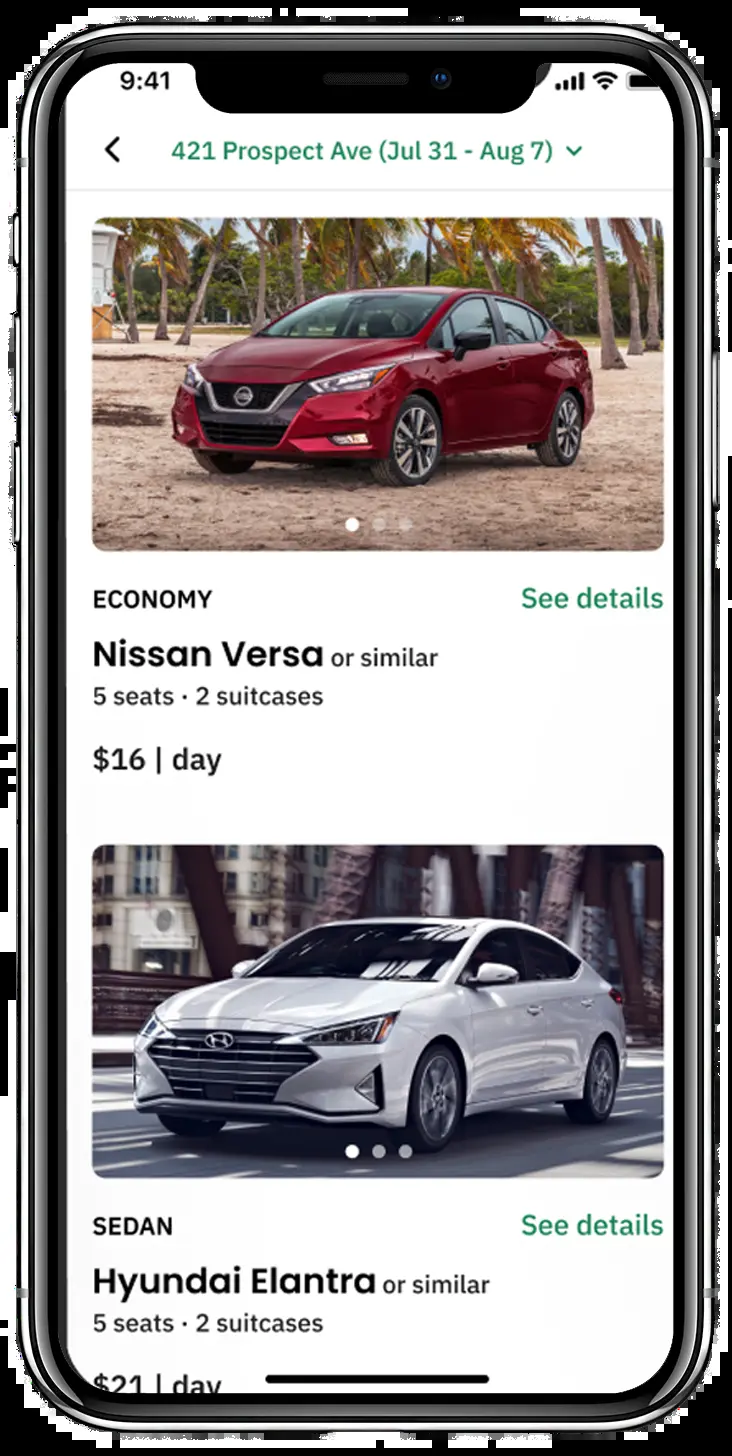 9:41
421 Prospect Ave (Jul 31 - Aug 7)
ECONOMY
See details
Nissan Versa or similar
5 seats · 2 suitcases
$16 | day
SEDAN
See details
Hyundai Elantra or similar
5 seats · 2 suitcases
$21 | day